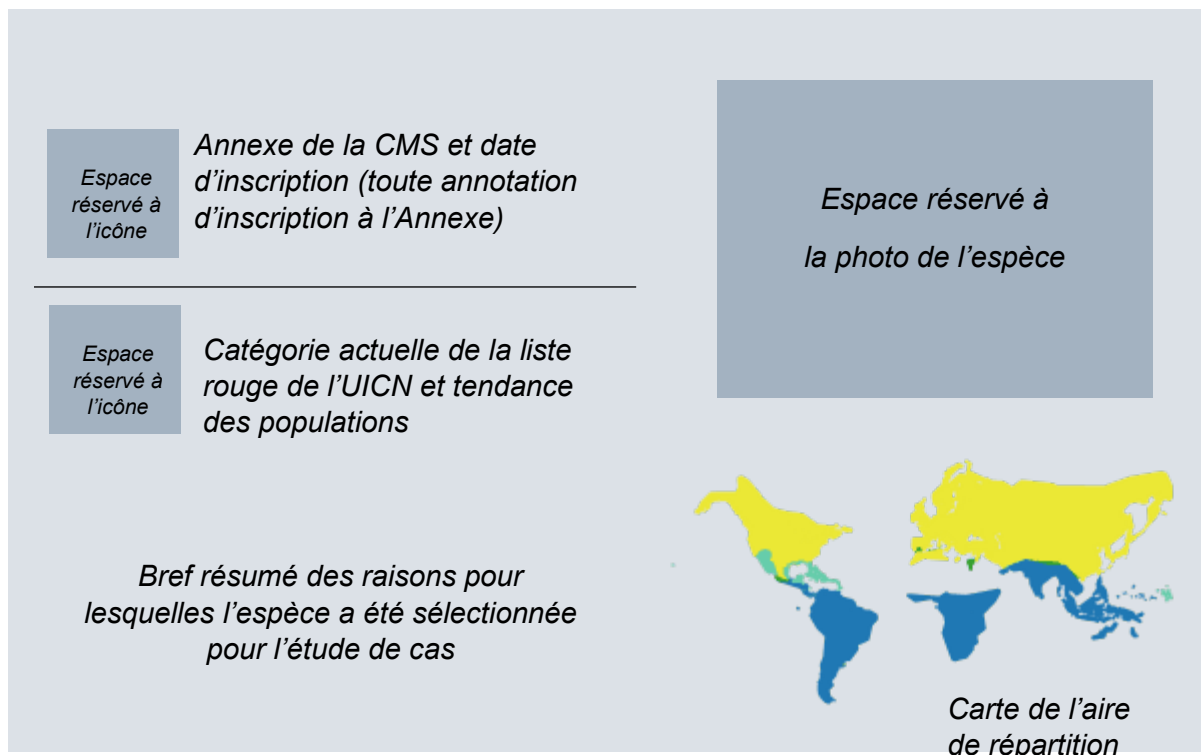 Espace
réservé à
l’icône
Annexe de la CMS et date
d’inscription (toute annotation
d’inscription à l’Annexe)
Espace réservé à
la photo de l’espèce
Espace
réservé à
l’icône
Catégorie actuelle de la liste
rouge de l’UICN et tendance
des populations
Bref résumé des raisons pour
lesquelles l’espèce a été sélectionnée
pour l’étude de cas
Carte de l’aire
de répartition